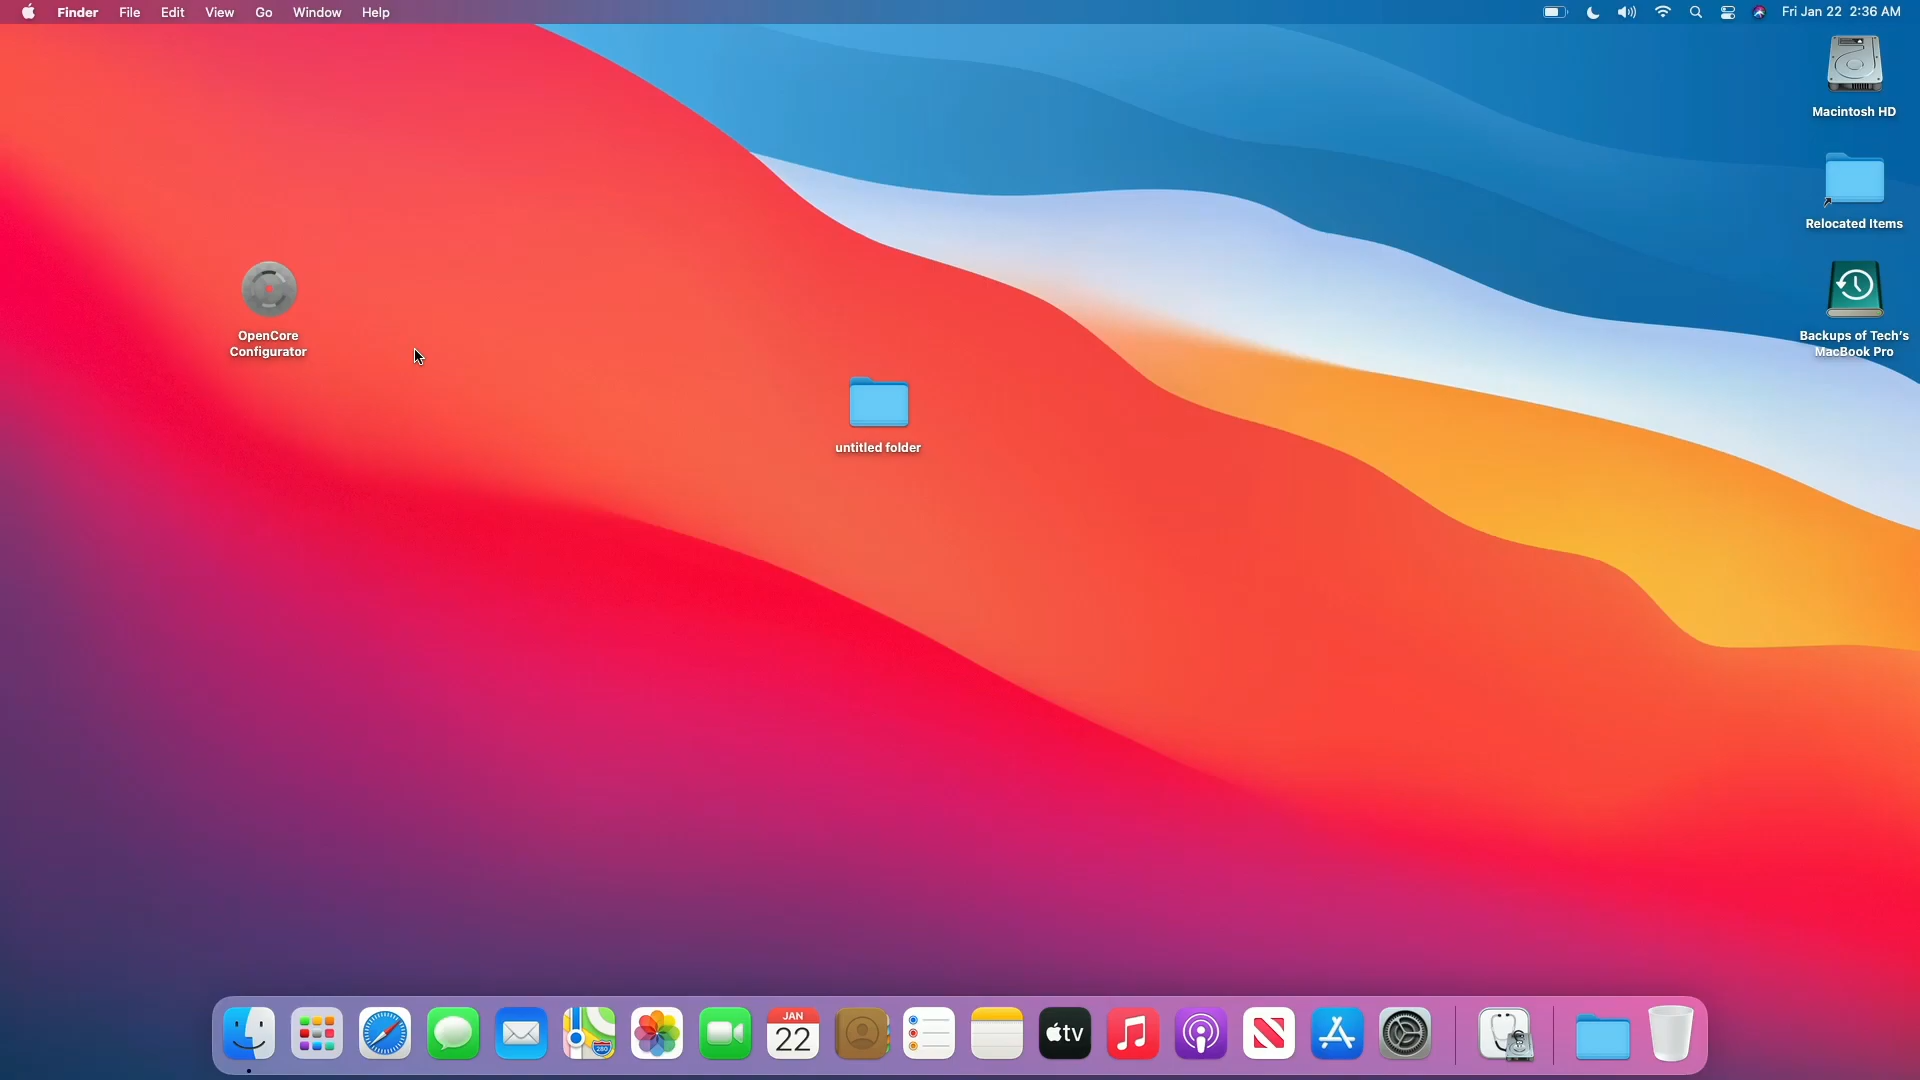 Finder File Edit View Go Window Help Fri Jan 22 2:36 AM
Macintosh HD
Relocated Items
OpenCore
Configurator
Backups of Tech's
MacBook Pro
untitled folder
JAN
22
280
tv